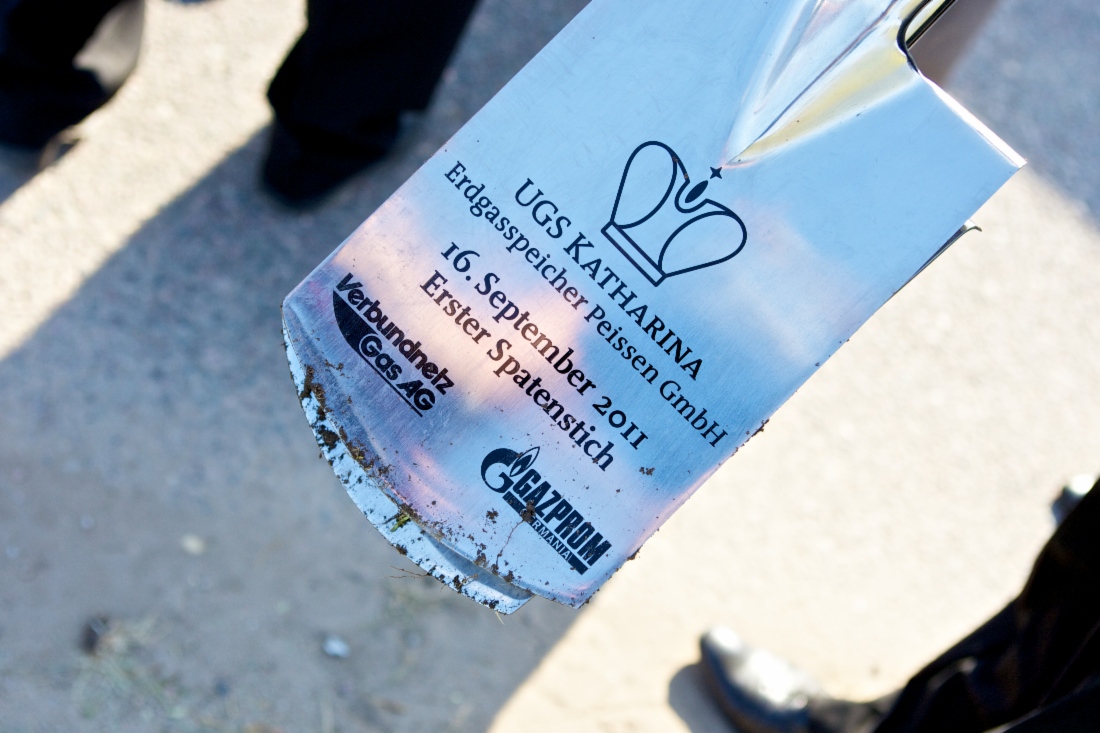 UGS KATHARINA
Erdgasspeicher Peissen GmbH
16. September 2011
Erster Spatenstich
Verbundnetz
Gas AG
GAZPROM